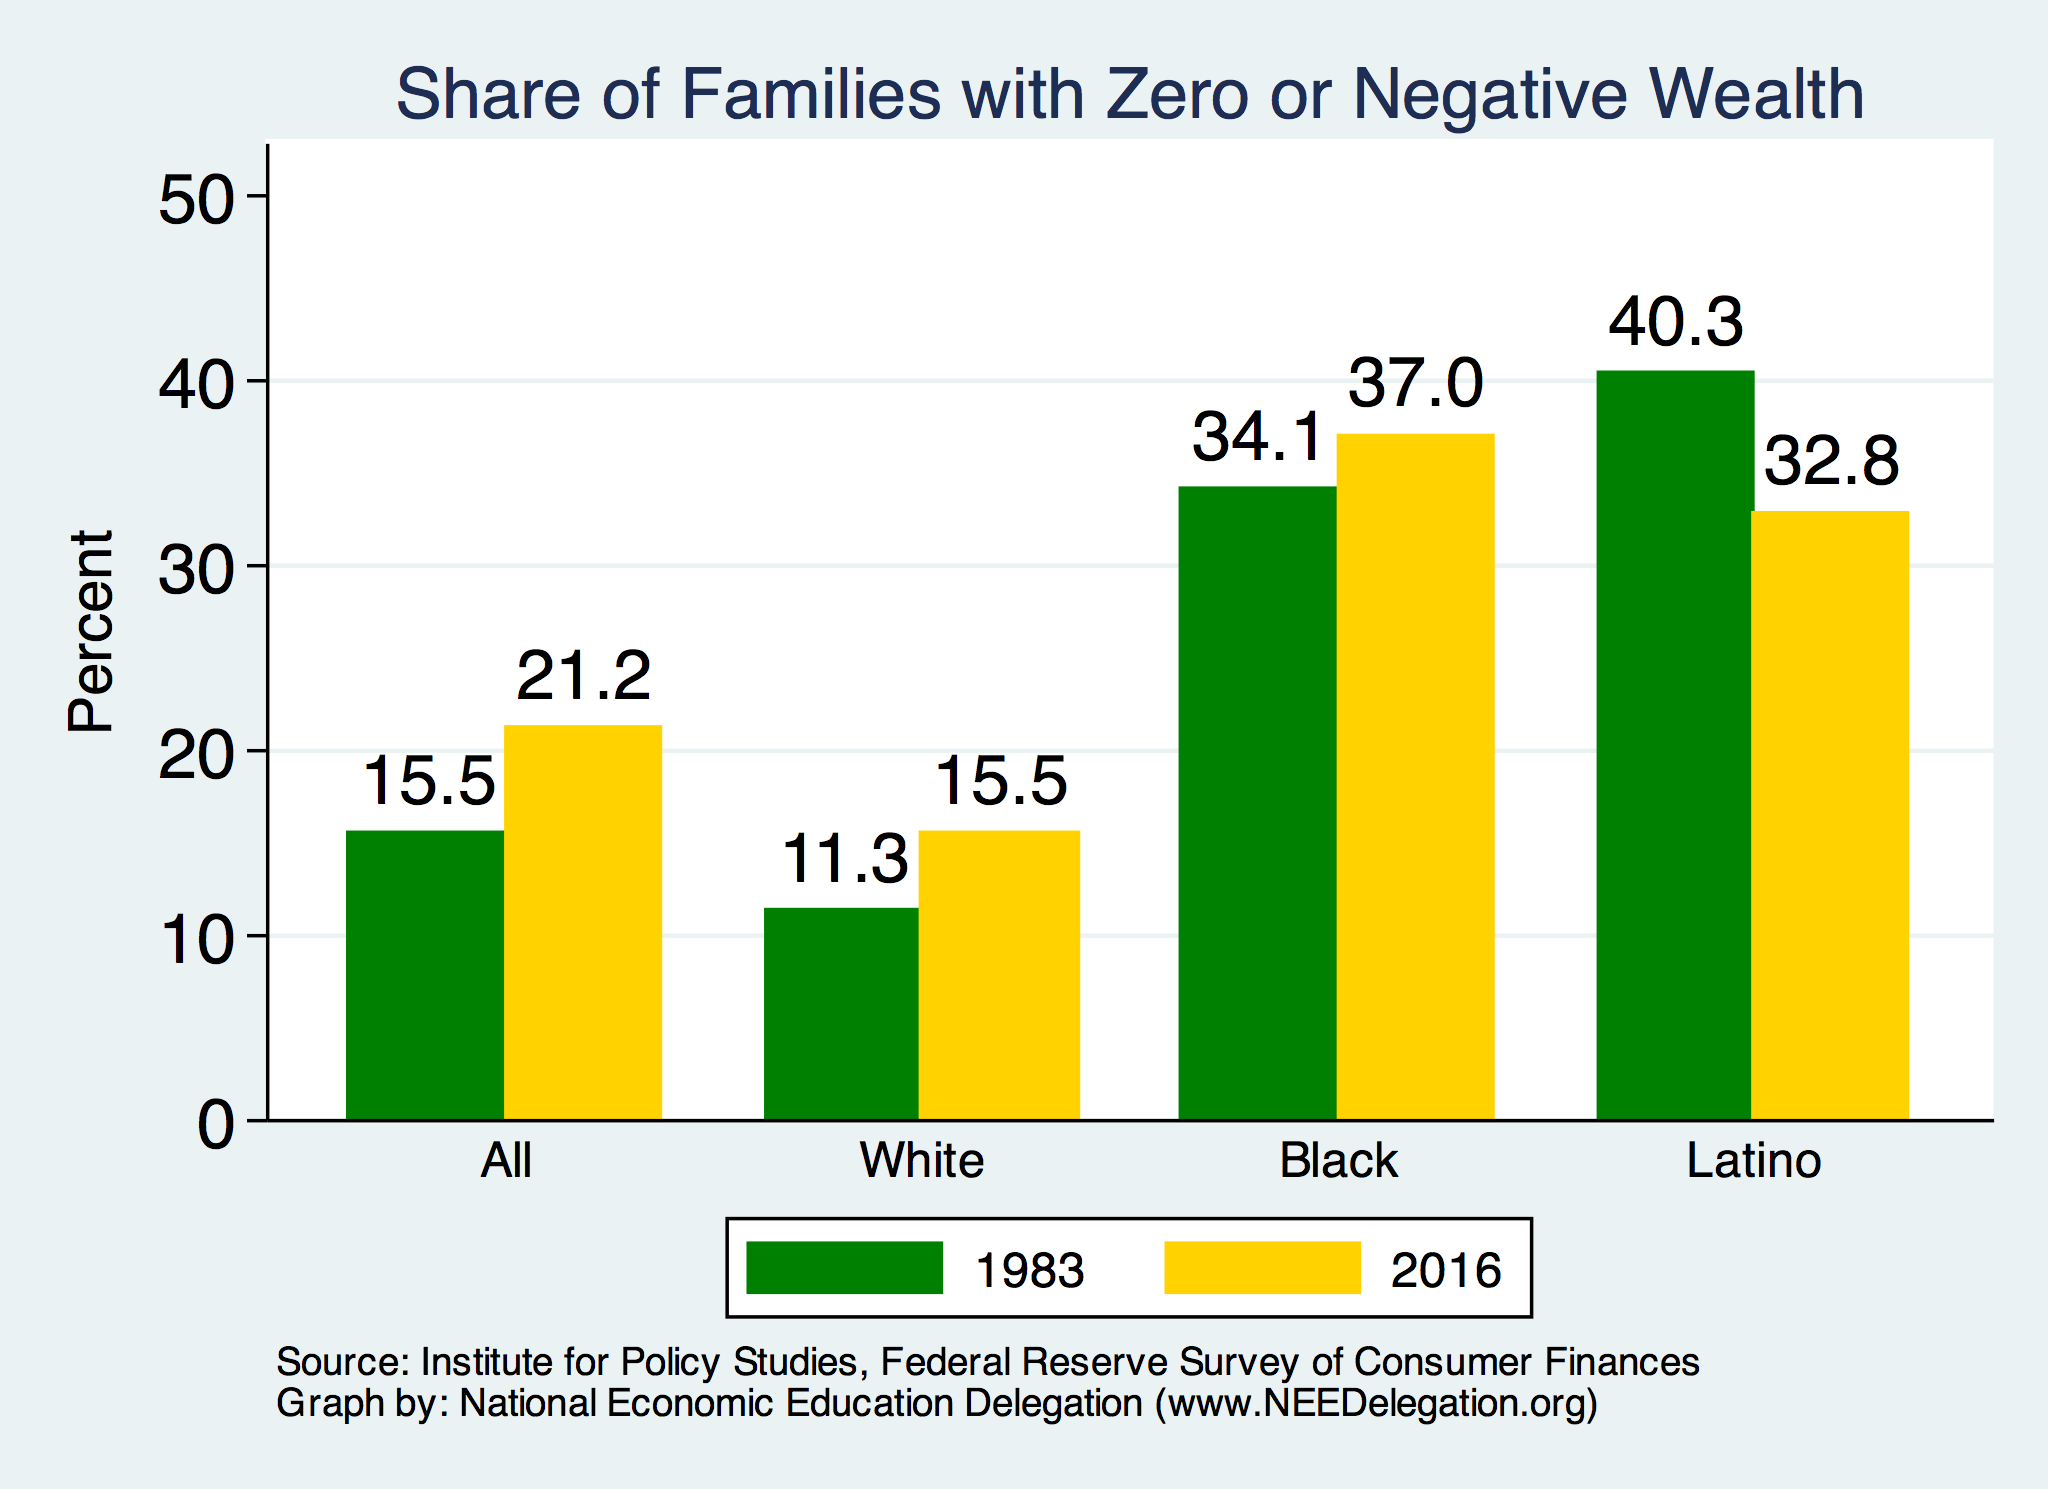 Share of Families with Zero or Negative Wealth
50
40
30
20
10
0
Percent
15.5
21.2
11.3
15.5
34.1
37.0
40.3
32.8
All
White
Black
Latino
1983
2016
Source: Institute for Policy Studies, Federal Reserve Survey of Consumer Finances
Graph by: National Economic Education Delegation (www.NEEDelegation.org)